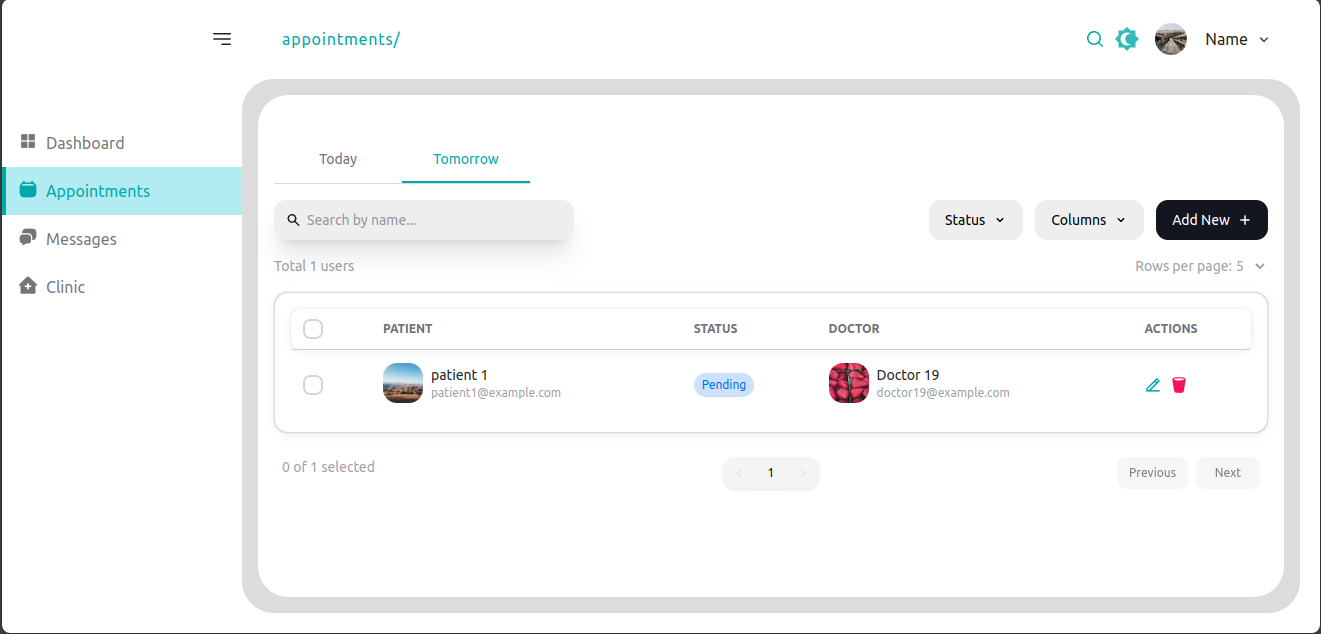 appointments/
Name
Dashboard
Appointments
Messages
Clinic
Today
Tomorrow
Search by name...
Status
Columns
Add New +
Total 1 users
Rows per page: 5
PATIENT STATUS DOCTOR ACTIONS
patient 1
patient1@example.com
Pending
Doctor 19
doctor19@example.com
0 of 1 selected
1
Previous
Next